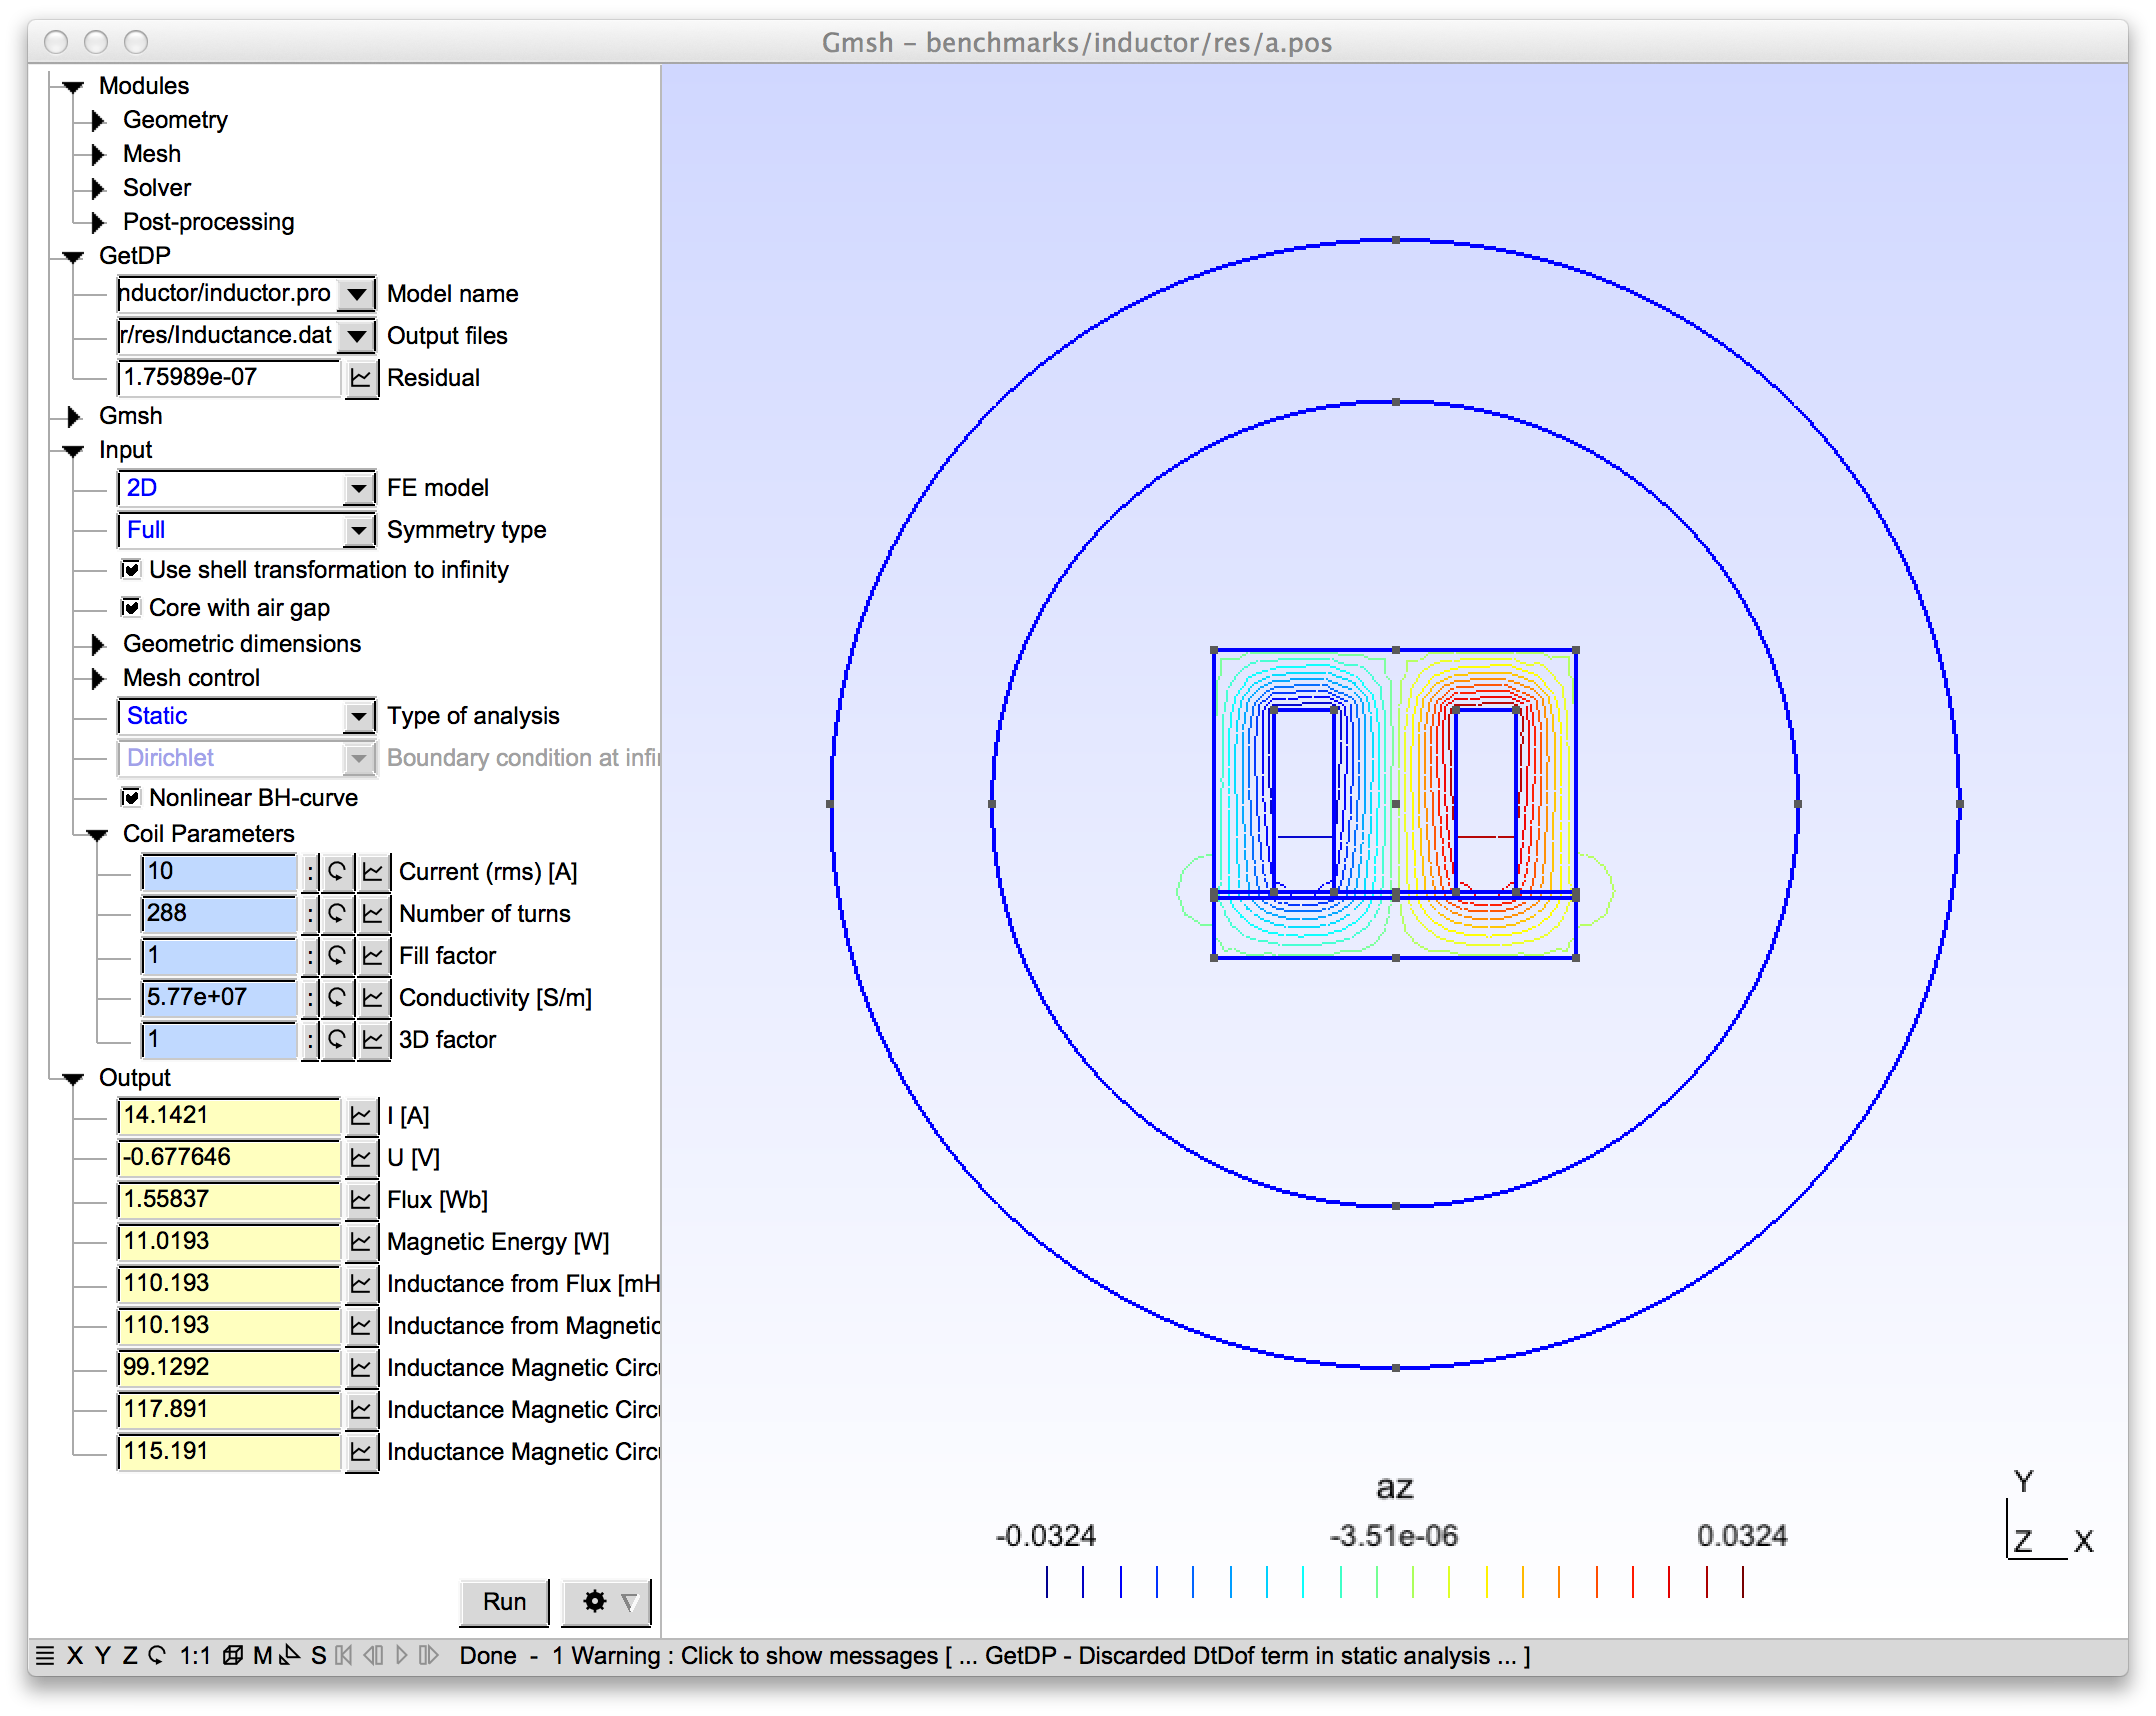 Gmsh - benchmarks/inductor/res/a.pos
Modules
Geometry
Mesh
Solver
Post-processing
GetDP
nductor/inductor.pro Model name
r/res/Inductance.dat Output files
1.75989e-07 Residual
Gmsh
Input
2D FE model
Full Symmetry type
Use shell transformation to infinity
Core with air gap
Geometric dimensions
Mesh control
Static Type of analysis
Dirichlet Boundary condition at infi
Nonlinear BH-curve
Coil Parameters
10 : Current (rms) [A]
288 : Number of turns
1 : Fill factor
5.77e+07 : Conductivity [S/m]
1 : 3D factor
Output
14.1421 I [A]
-0.677646 U [V]
1.55837 Flux [Wb]
11.0193 Magnetic Energy [W]
110.193 Inductance from Flux [mH
110.193 Inductance from Magnetic
99.1292 Inductance Magnetic Circ
117.891 Inductance Magnetic Circ
115.191 Inductance Magnetic Circ
Run
az
-0.0324 -3.51e-06 0.0324
Y
Z X
X Y Z 1:1 M S Done - 1 Warning : Click to show messages [ ... GetDP - Discarded DtDof term in static analysis ... ]